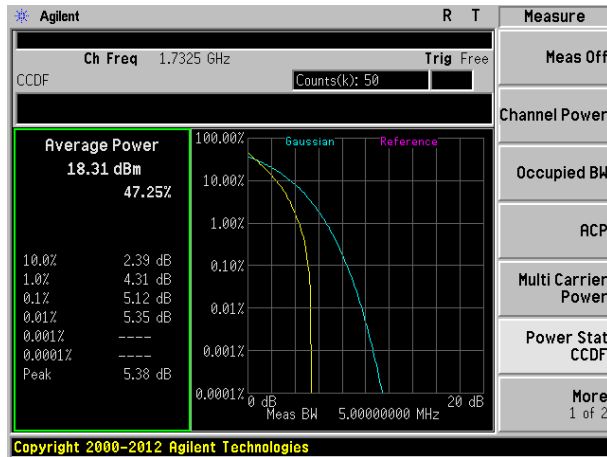 Agilent R T Measure
Ch Freq 1.7325 GHz Trig Free
CCDF Counts(k): 50
Meas Off
Channel Power
Occupied BW
ACP
Multi Carrier
Power
Power Stat
CCDF
More
1 of 2
Average Power
18.31 dBm
47.25%
10.0% 2.39 dB
1.0% 4.31 dB
0.1% 5.12 dB
0.01% 5.35 dB
0.001% ----
0.0001% ----
Peak 5.38 dB
Gaussian Reference
100.00%
10.00%
1.00%
0.10%
0.01%
0.001%
0.0001%
0 dB 20 dB
Meas BW 5.00000000 MHz
Copyright 2000-2012 Agilent Technologies